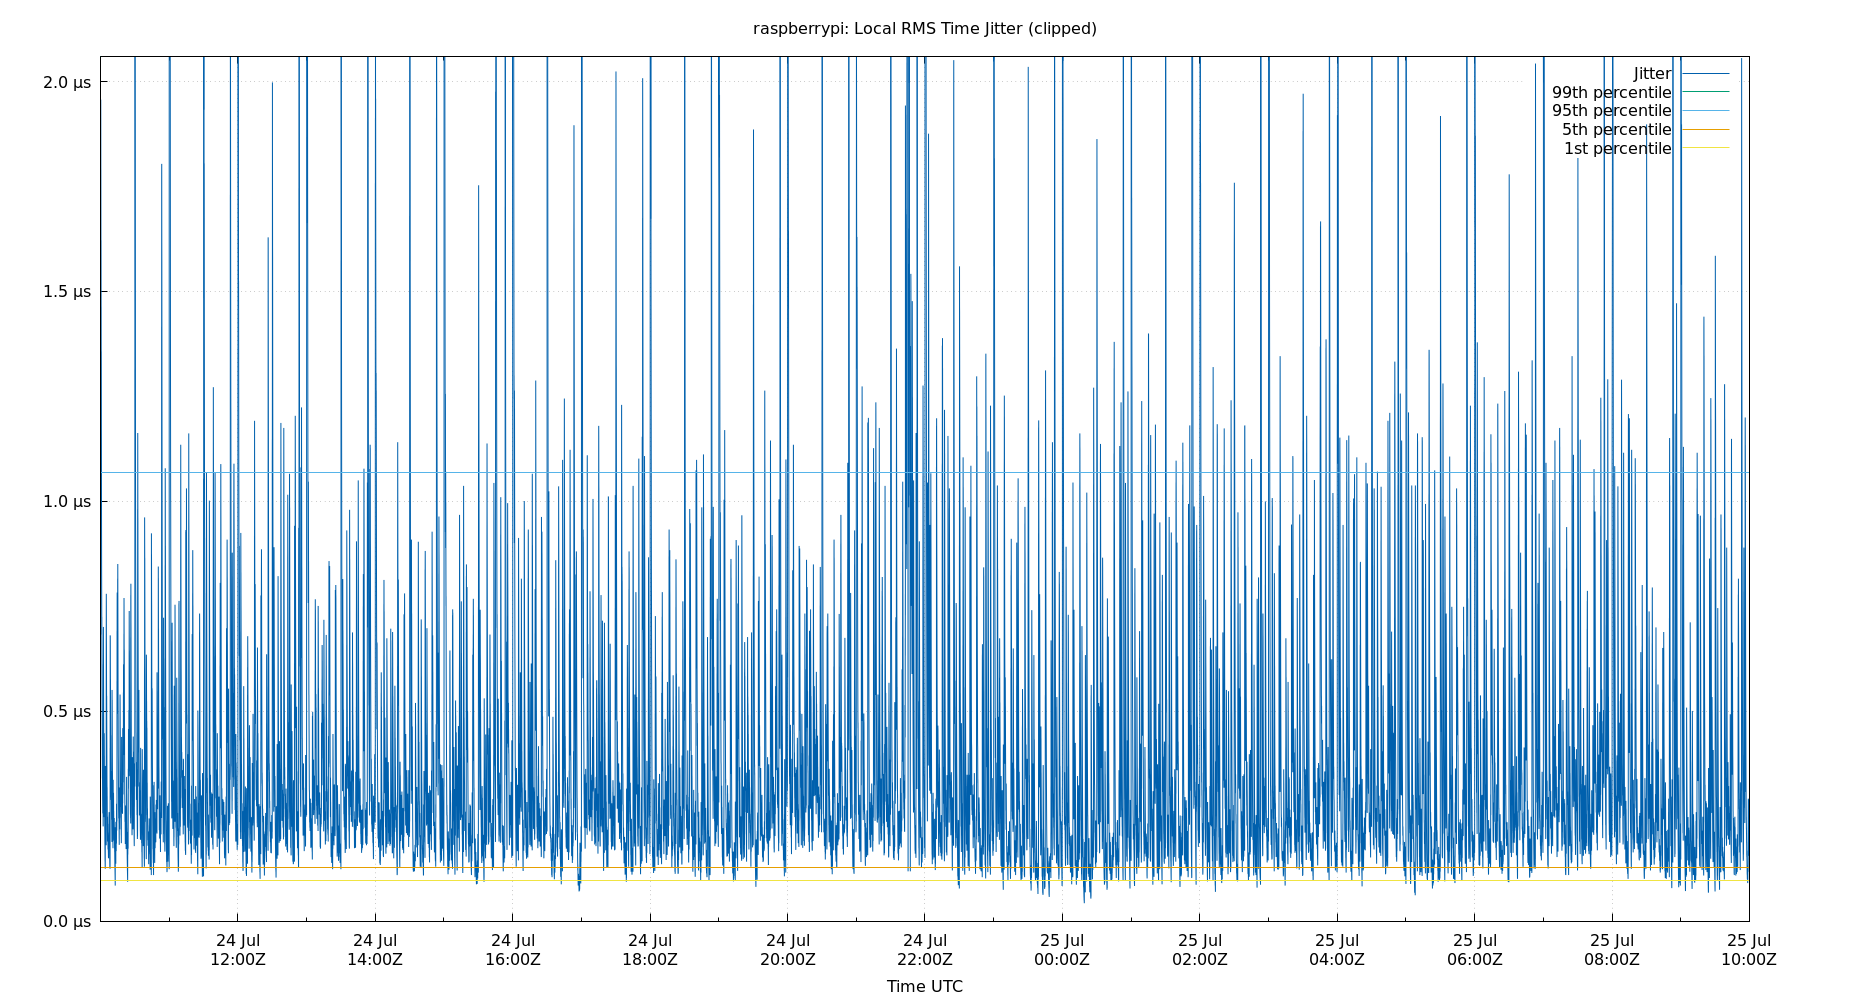 raspberrypi: Local RMS Time Jitter (clipped)
2.0 µs
1.5 µs
1.0 µs
0.5 µs
0.0 µs
Jitter
99th percentile
95th percentile
5th percentile
1st percentile
24 Jul
12:00Z
24 Jul
14:00Z
24 Jul
16:00Z
24 Jul
18:00Z
24 Jul
20:00Z
24 Jul
22:00Z
25 Jul
00:00Z
25 Jul
02:00Z
25 Jul
04:00Z
25 Jul
06:00Z
25 Jul
08:00Z
25 Jul
10:00Z
Time UTC